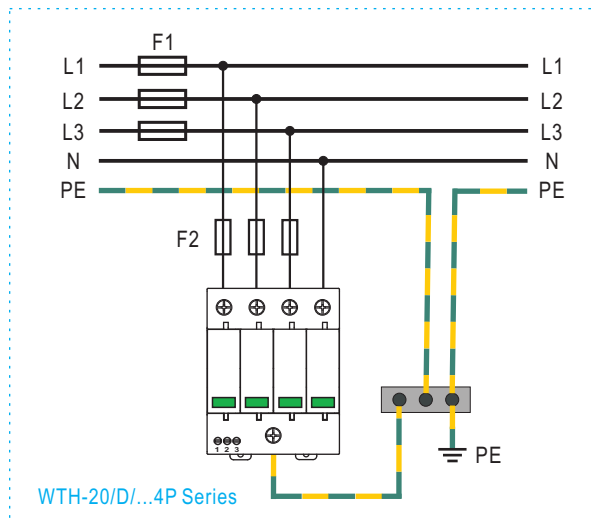 F1
L1 L1
L2 L2
L3 L3
N N
PE PE
F2
1 2 3
PE
WTH-20/D/...4P Series